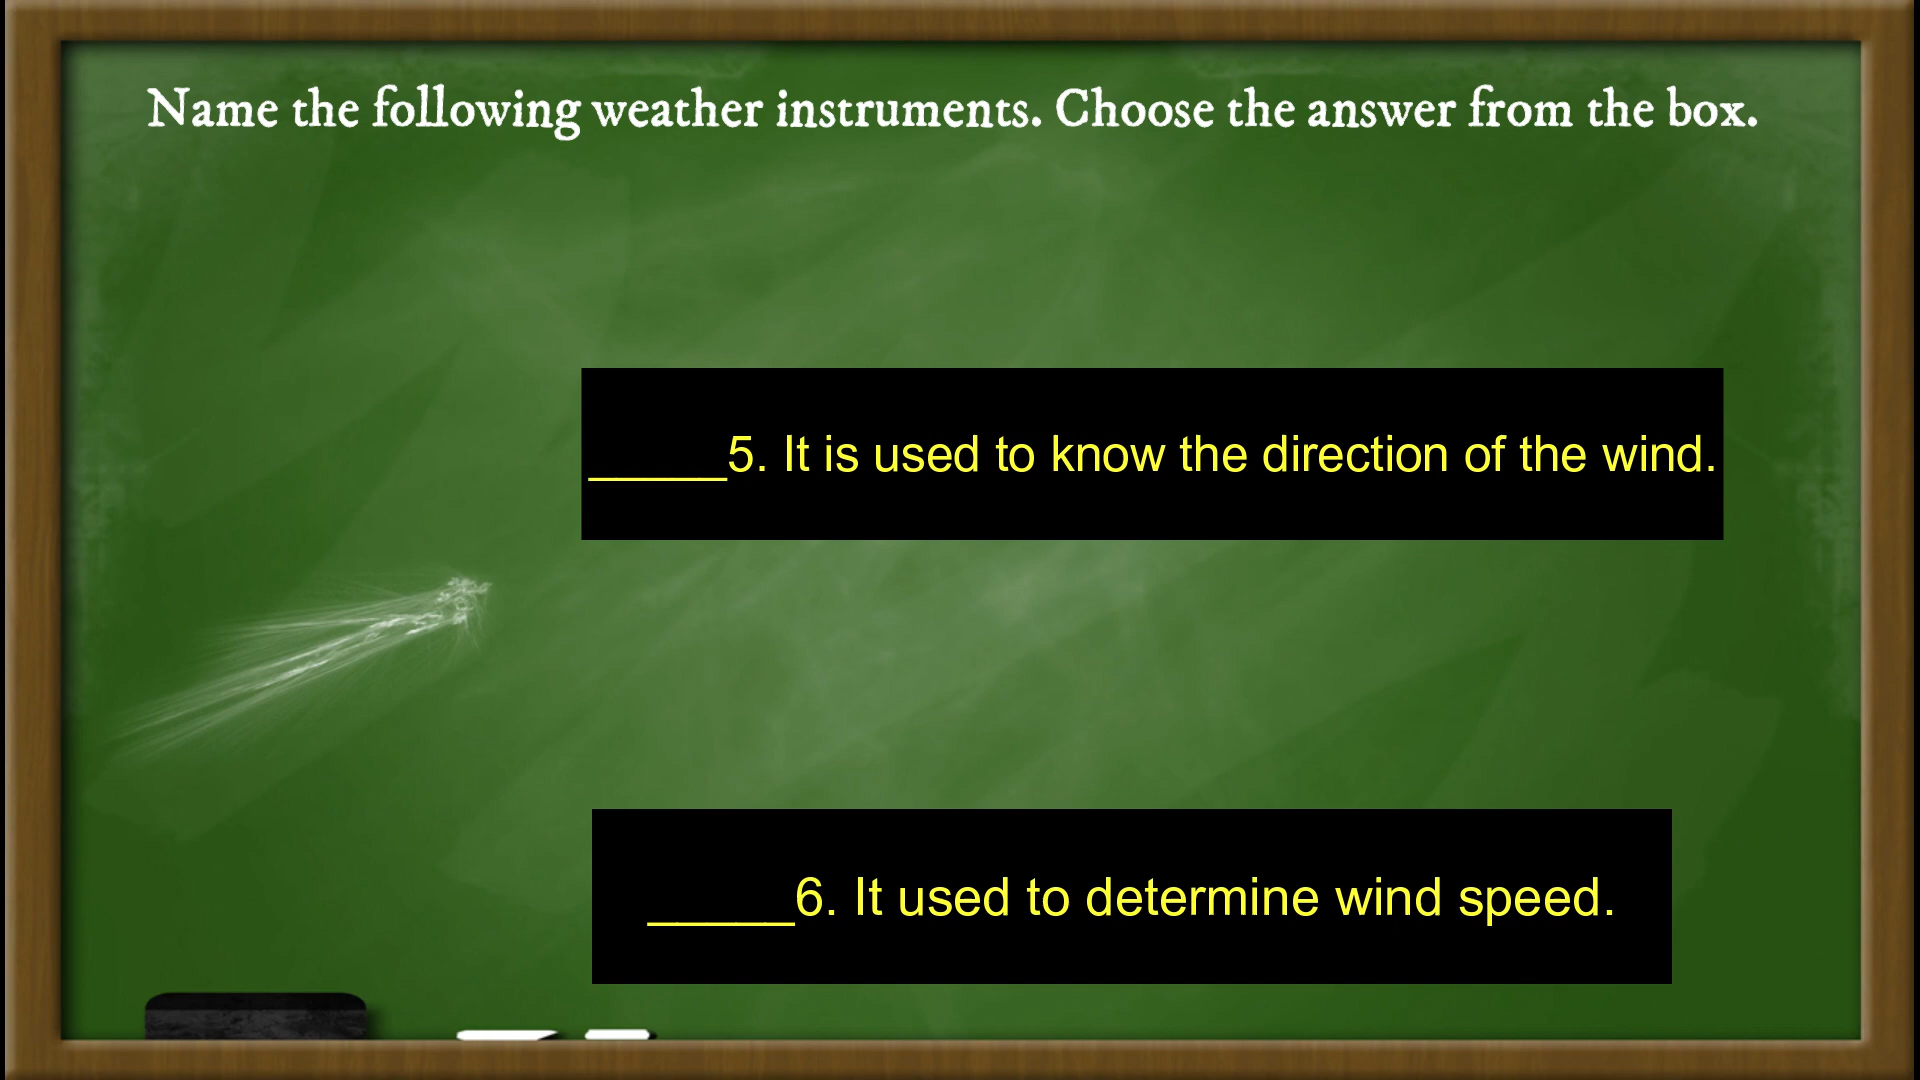 Name the following weather instruments. Choose the answer from the box.
_____5. It is used to know the direction of the wind.
_____6. It used to determine wind speed.